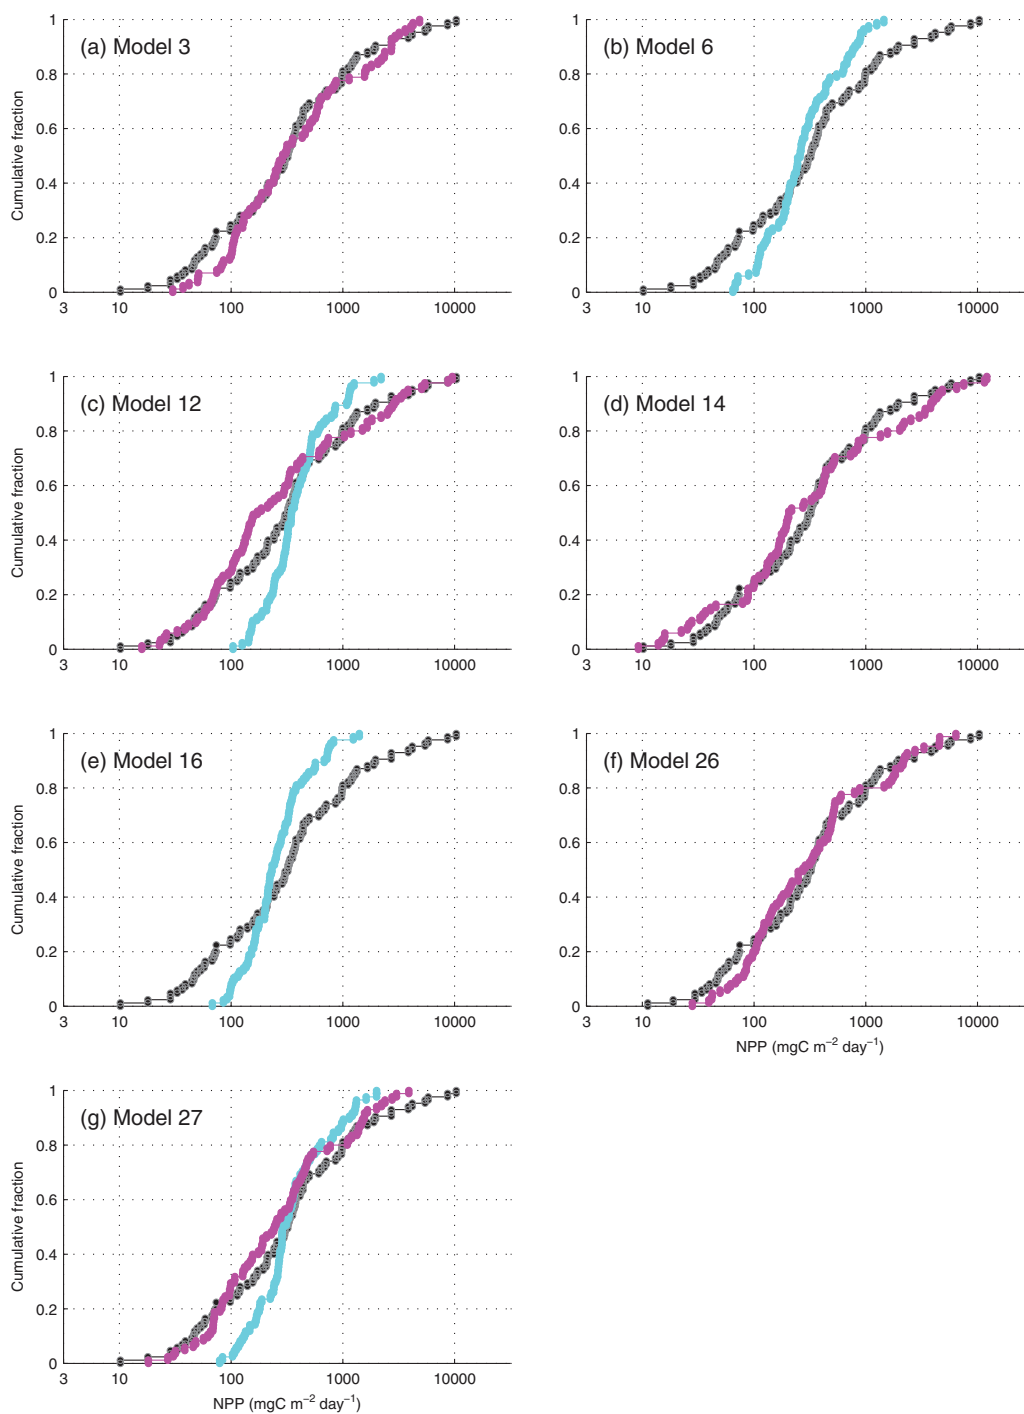 (a) Model 3
Cumulative fraction
1
0.8
0.6
0.4
0.2
0
3 10 100 1000 10000
(b) Model 6
1
0.8
0.6
0.4
0.2
0
3 10 100 1000 10000
(c) Model 12
Cumulative fraction
1
0.8
0.6
0.4
0.2
0
3 10 100 1000 10000
(d) Model 14
1
0.8
0.6
0.4
0.2
0
3 10 100 1000 10000
(e) Model 16
Cumulative fraction
1
0.8
0.6
0.4
0.2
0
3 10 100 1000 10000
(f) Model 26
1
0.8
0.6
0.4
0.2
0
3 10 100 1000 10000
NPP (mgC m⁻² day⁻¹)
(g) Model 27
Cumulative fraction
1
0.8
0.6
0.4
0.2
0
3 10 100 1000 10000
NPP (mgC m⁻² day⁻¹)